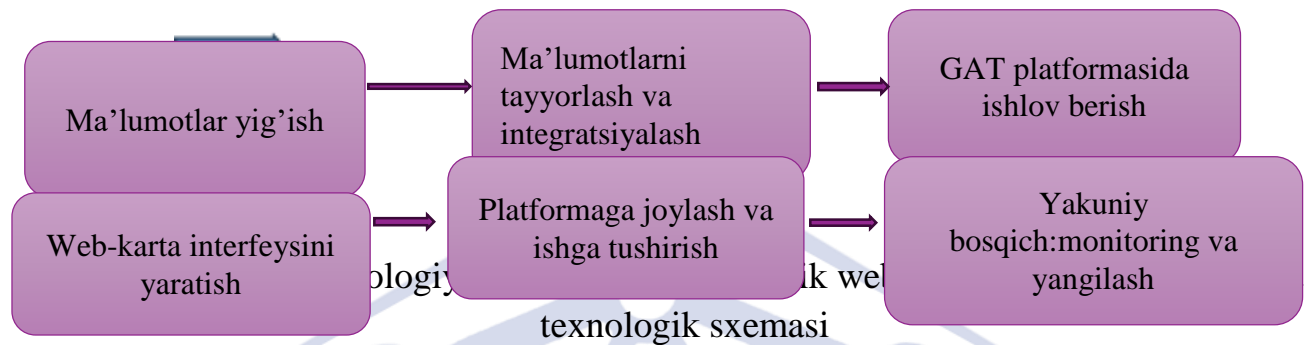 Ma’lumotlar yig’ish
Ma’lumotlarni
tayyorlash va
integratsiyalash
GAT platformasida
ishlov berish
Web-karta interfeysini
yaratish
Platformaga joylash va
ishga tushirish
Yakuniy
bosqich:monitoring va
yangilash
texnologik sxemasi